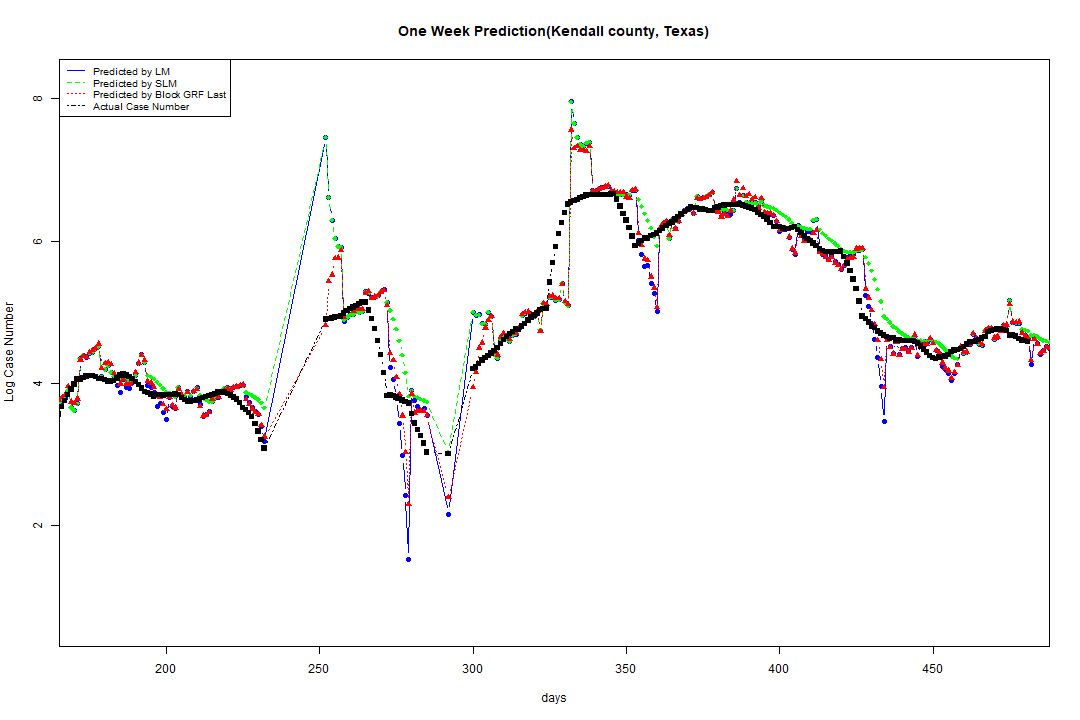 One Week Prediction(Kendall county, Texas)
Predicted by LM
Predicted by SLM
Predicted by Block GRF Last
Actual Case Number
8
6
4
2
Log Case Number
200 250 300 350 400 450
days